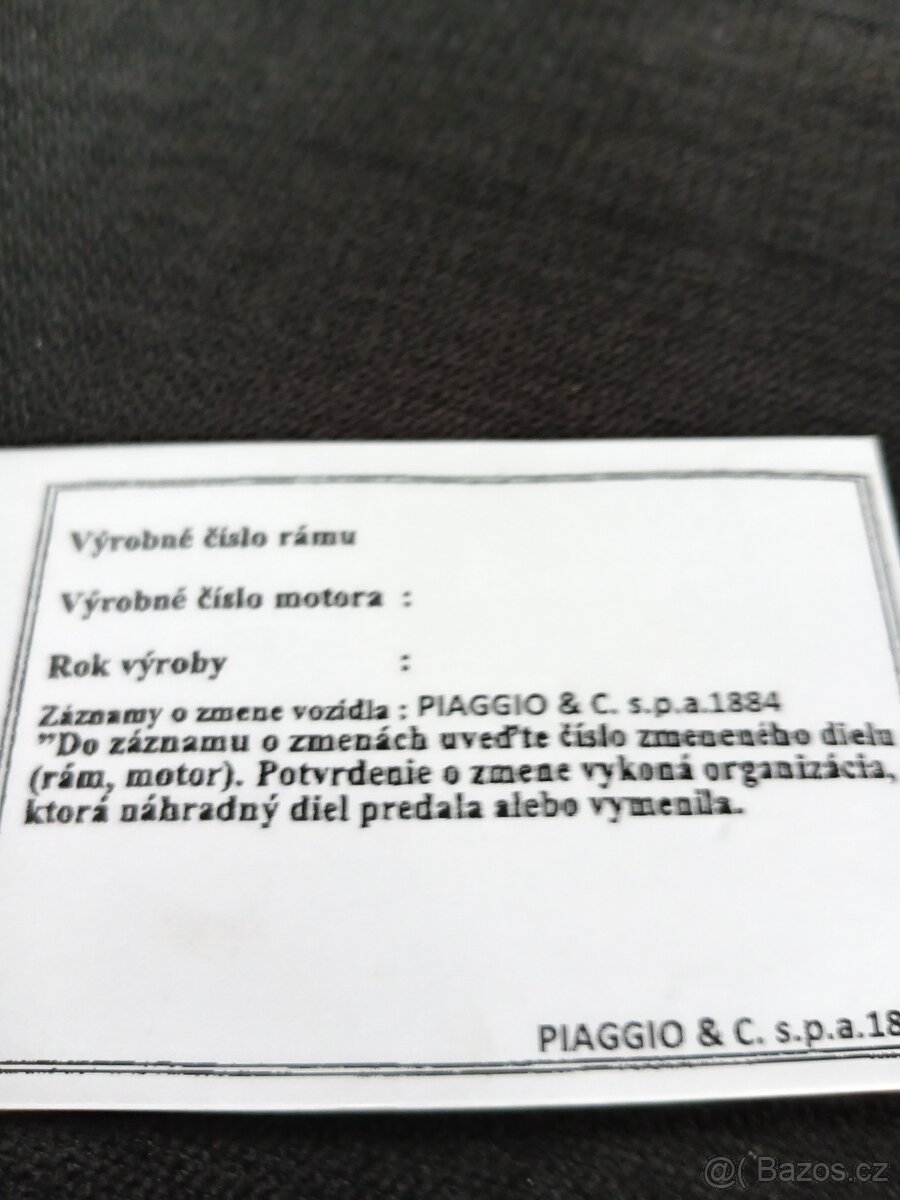 Výrobné číslo rámu
Výrobné číslo motora :
Rok výroby :
Záznamy o zmene vozídla : PIAGGIO & C. s.p.a.1884
"Do záznamu o zmenách uveďte číslo zmeneného dielu
(rám, motor). Potvrdenie o zmene vykoná organizácia,
ktorá náhradný diel predala alebo vymenila.
PIAGGIO & C. s.p.a.18
@(Bazos.cz